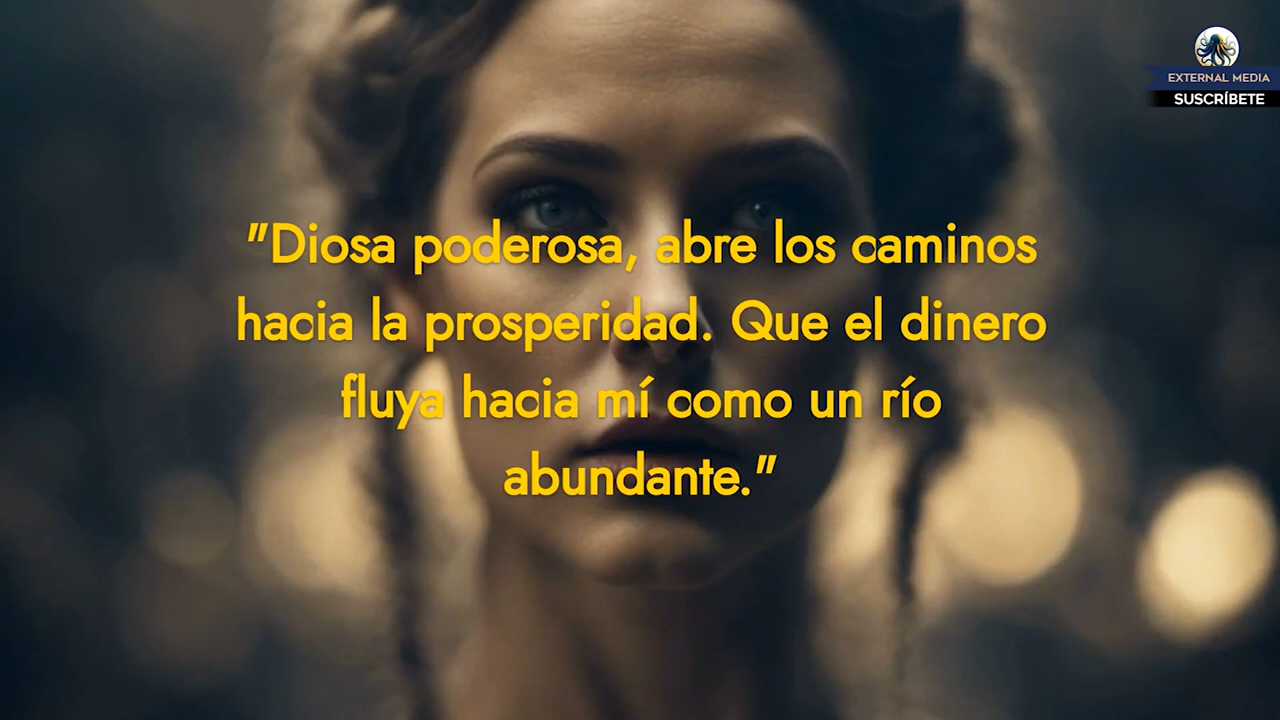 EXTERNAL MEDIA
SUSCRÍBETE
"Diosa poderosa, abre los caminos
hacia la prosperidad. Que el dinero
fluya hacia mí como un río
abundante."